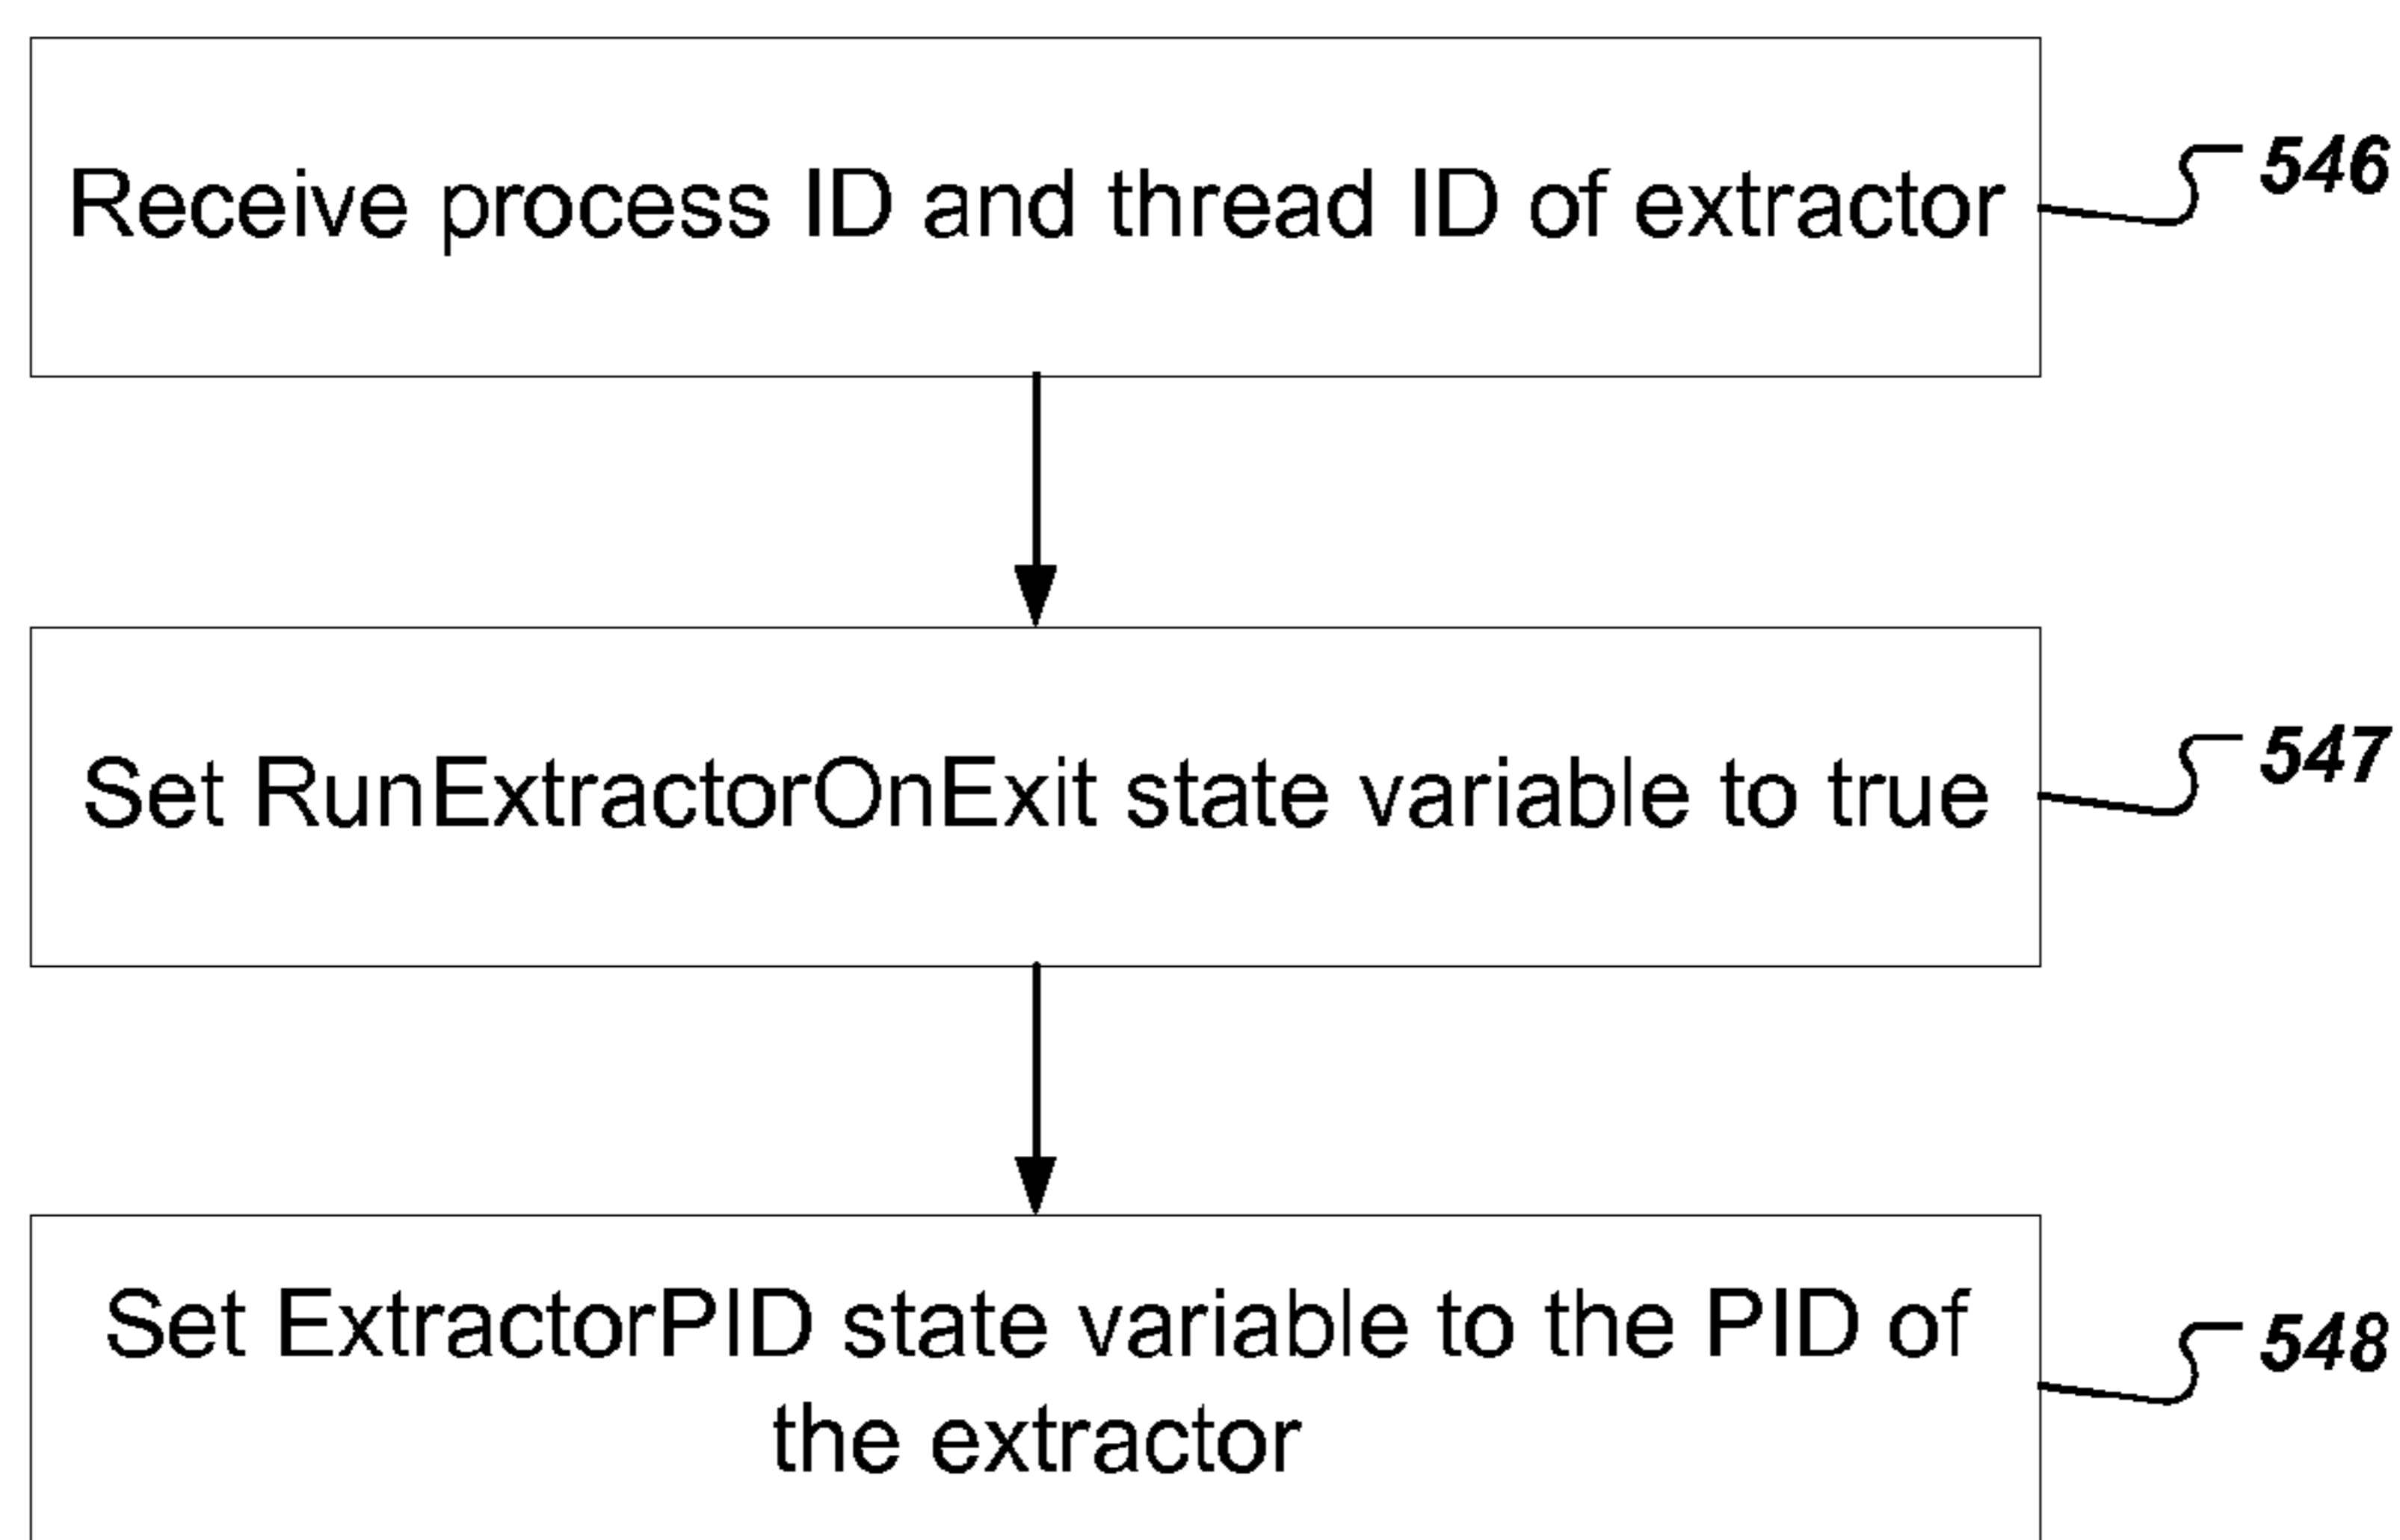 Receive process ID and thread ID of extractor
546
Set RunExtractorOnExit state variable to true
547
Set ExtractorPID state variable to the PID of
the extractor
548